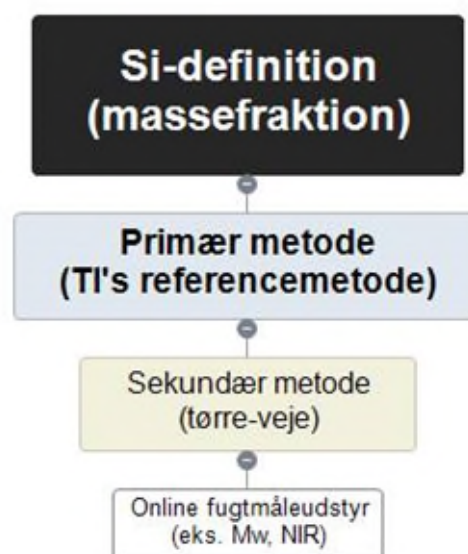 Si-definition
(massefraktion)
Primær metode
(TI's referencemetode)
Sekundær metode
(tørre-veje)
Online fugtmåleudstyr
(eks. Mw, NIR)